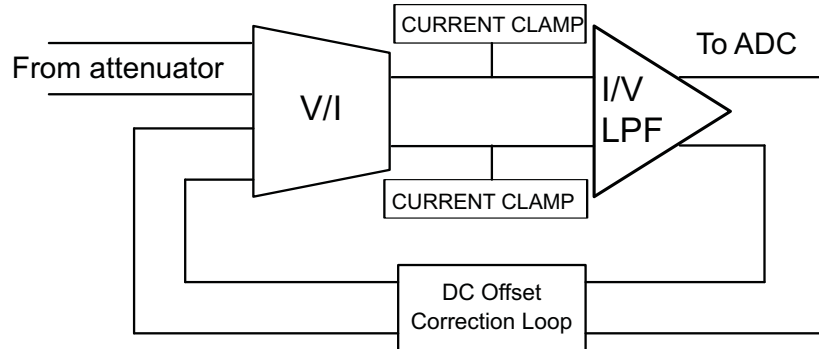 CURRENT CLAMP
To ADC
From attenuator
V/I
I/V
LPF
CURRENT CLAMP
DC Offset
Correction Loop